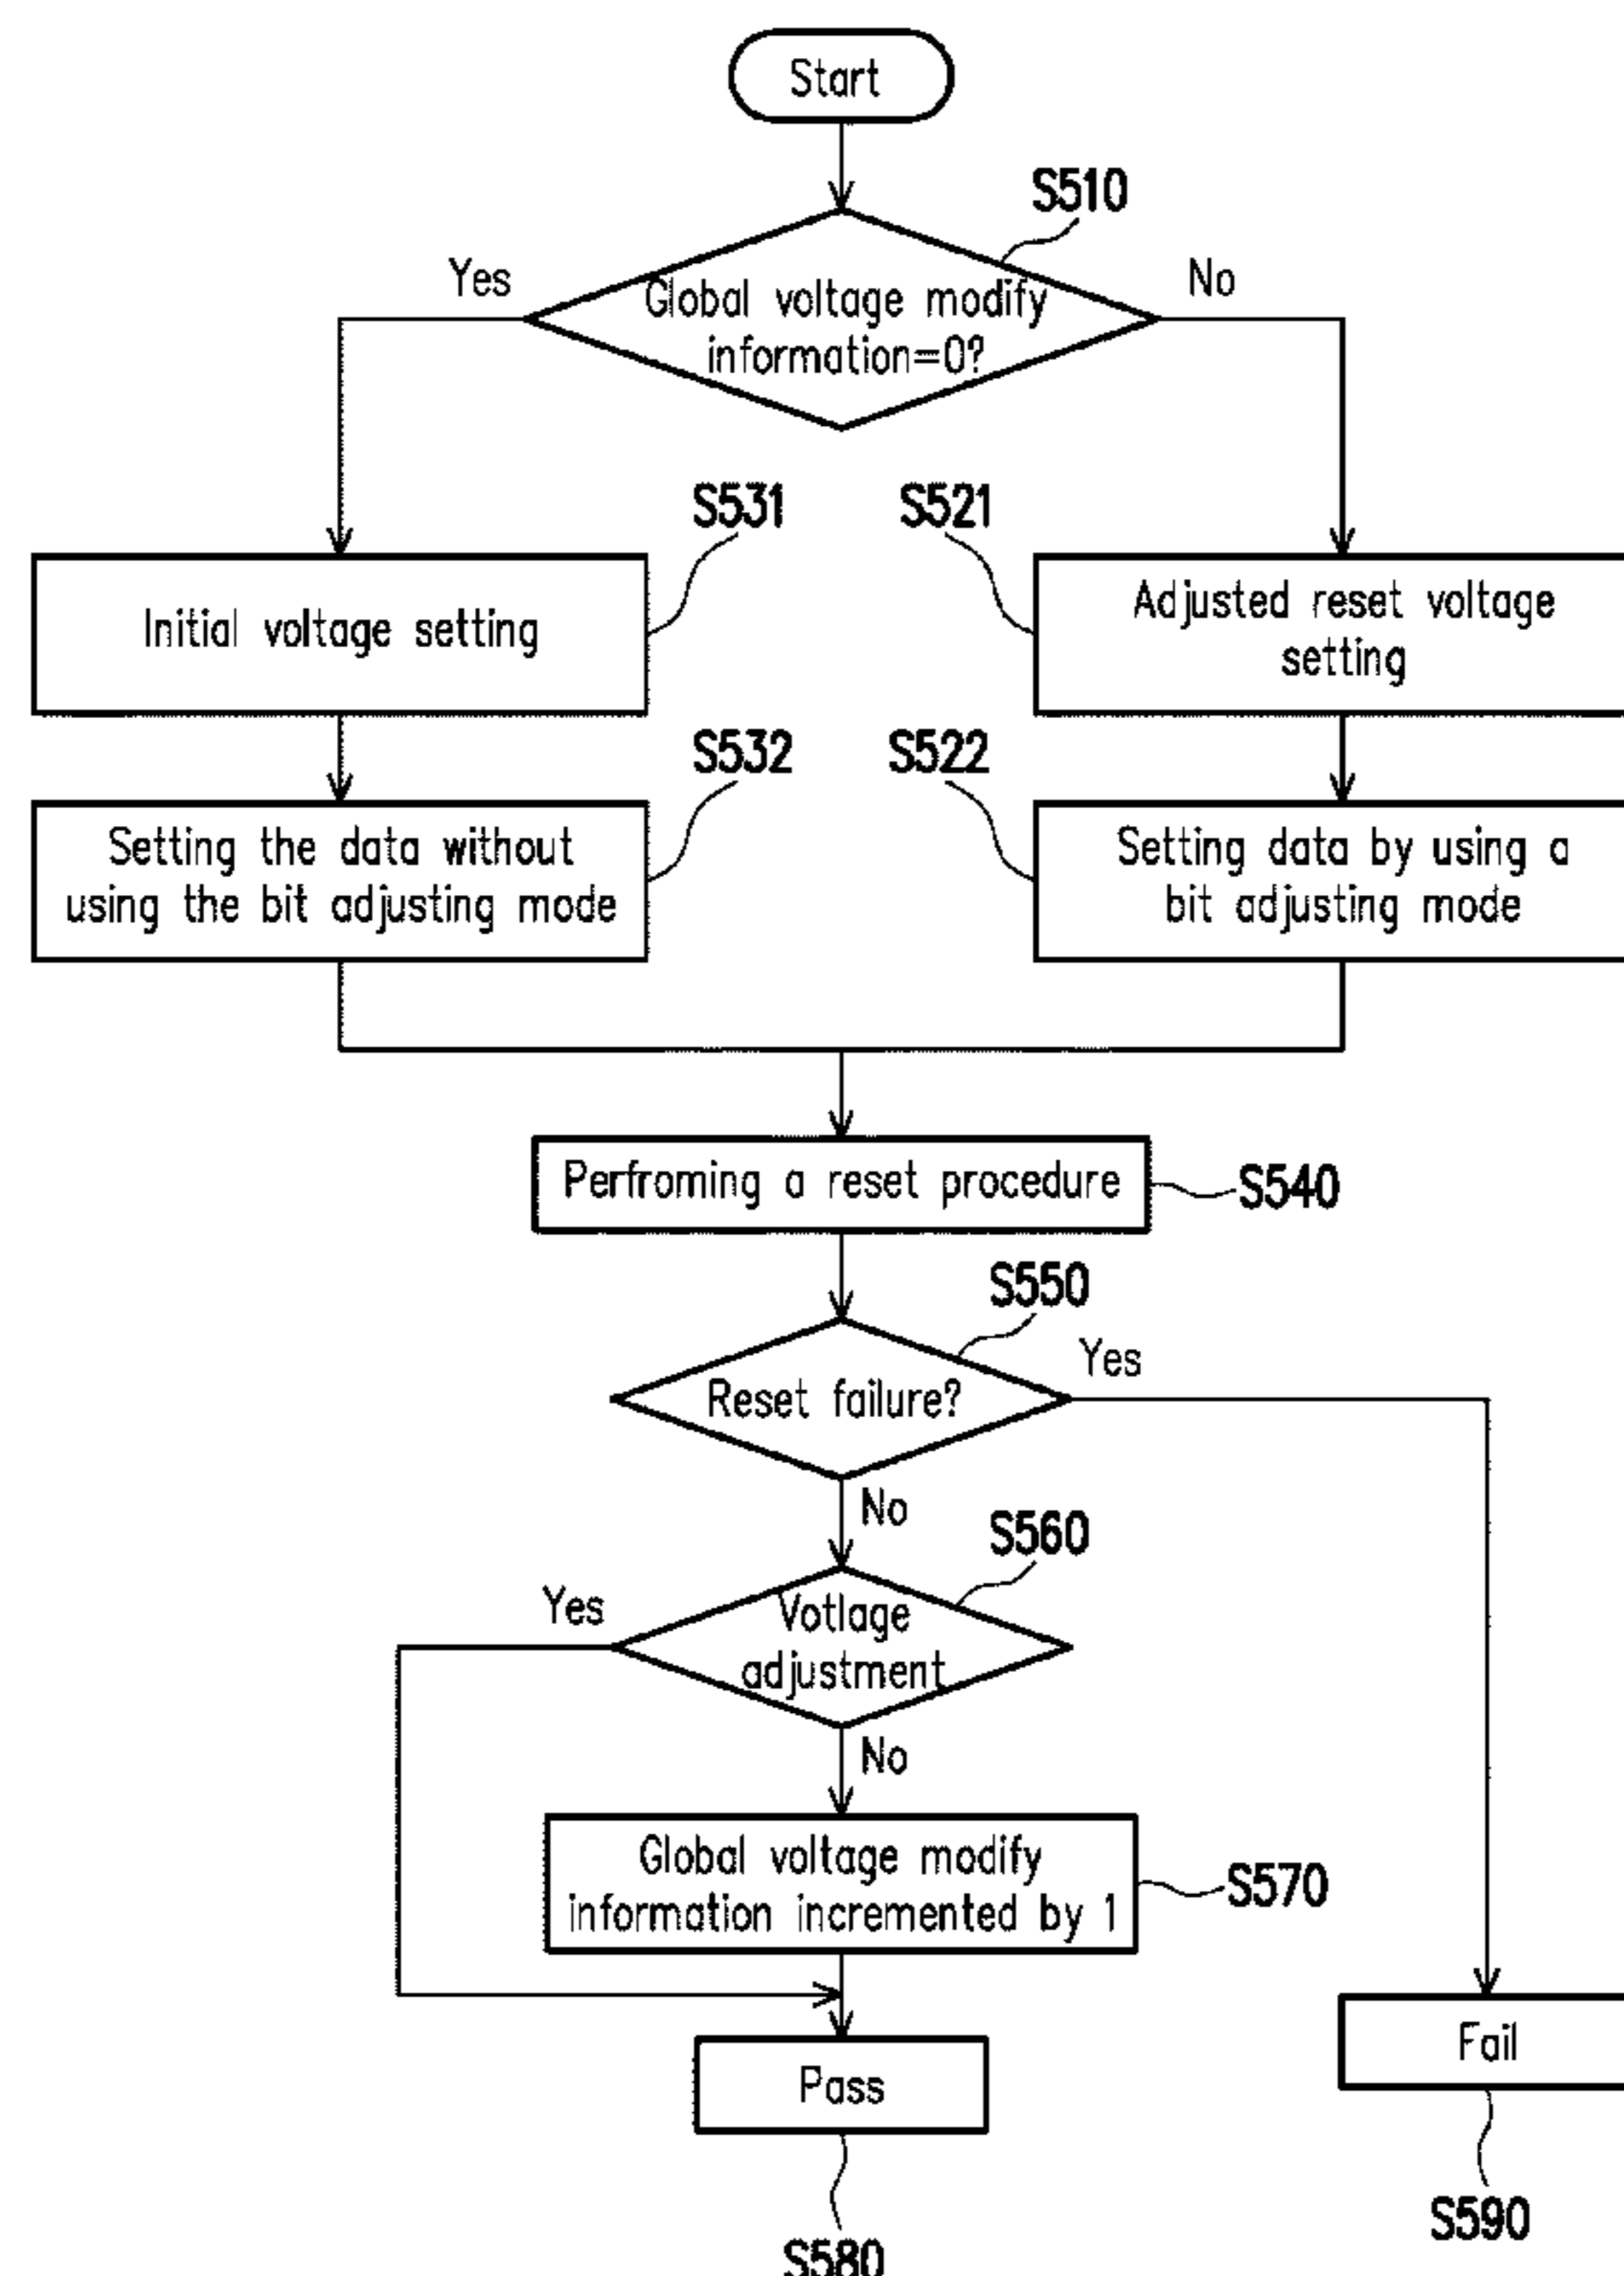 Start
S510
Yes
No
Global voltage modify
information=0?
S531
S521
Initial voltage setting
Adjusted reset voltage
setting
S532
S522
Setting the data without
using the bit adjusting mode
Setting data by using a
bit adjusting mode
Perfroming a reset procedure
S540
S550
Yes
Reset failure?
No
S560
Yes
Votlage
adjustment
No
Global voltage modify
information incremented by 1
S570
Pass
Fail
S580
S590